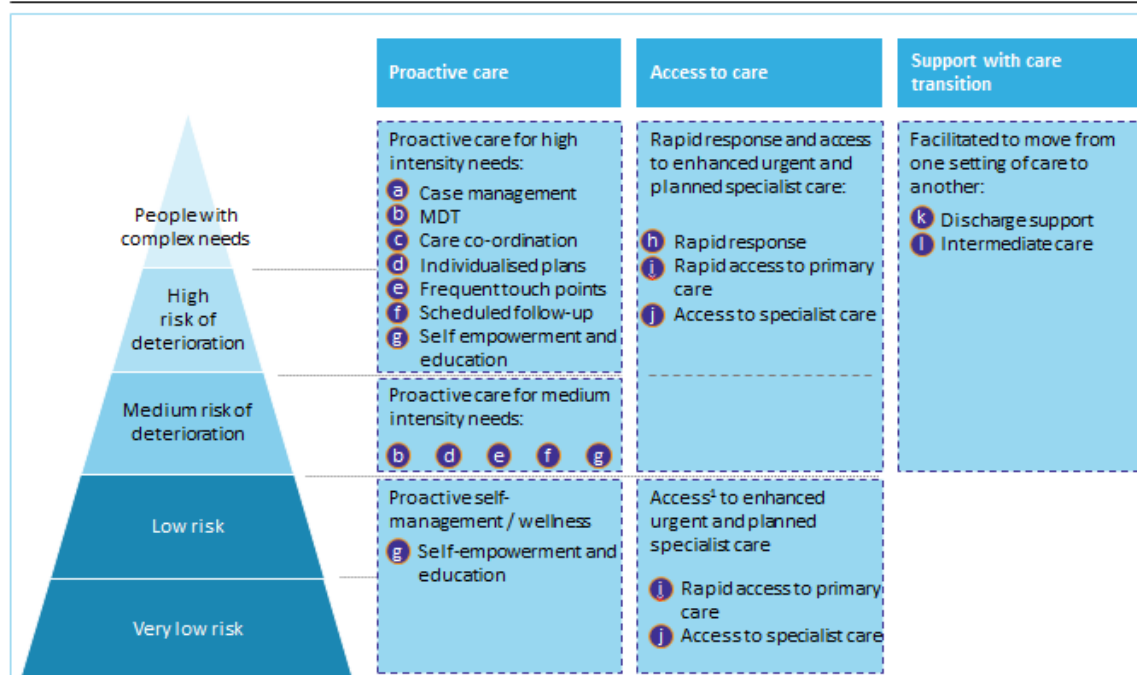 Proactive care
Access to care
Support with care
transition
People with
complex needs
High
risk of
deterioration
Medium risk of
deterioration
Low risk
Very low risk
Proactive care for high
intensity needs:
a Case management
b MDT
c Care co-ordination
d Individualised plans
e Frequent touch points
f Scheduled follow-up
g Self empowerment and
education
Proactive care for medium
intensity needs:
b d e f g
Proactive self-
management / wellness
g Self-empowerment and
education
Rapid response and access
to enhanced urgent and
planned specialist care:
h Rapid response
i Rapid access to primary
care
j Access to specialist care
Access¹ to enhanced
urgent and planned
specialist care
i Rapid access to primary
care
j Access to specialist care
Facilitated to move from
one setting of care to
another:
k Discharge support
l Intermediate care